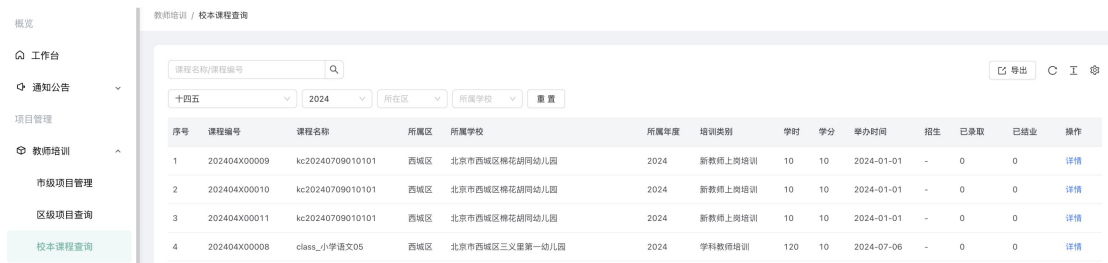 概览
教师培训 / 校本课程查询
工作台
课程名称/课程编号
导出
通知公告
十四五 2024 所在区 所属学校 重 置
项目管理
序号 课程编号 课程名称 所属区 所属学校 所属年度 培训类别 学时 学分 举办时间 招生 已录取 已结业 操作
教师培训
1 202404X00009 kc20240709010101 西城区 北京市西城区棉花胡同幼儿园 2024 新教师上岗培训 10 10 2024-01-01 - 0 0 详情
市级项目管理
2 202404X00010 kc20240709010101 西城区 北京市西城区棉花胡同幼儿园 2024 新教师上岗培训 10 10 2024-01-01 - 0 0 详情
区级项目查询
3 202404X00011 kc20240709010101 西城区 北京市西城区棉花胡同幼儿园 2024 新教师上岗培训 10 10 2024-01-01 - 0 0 详情
校本课程查询
4 202404X00008 class_小学语文05 西城区 北京市西城区三义里第一幼儿园 2024 学科教师培训 120 10 2024-07-06 - 0 0 详情